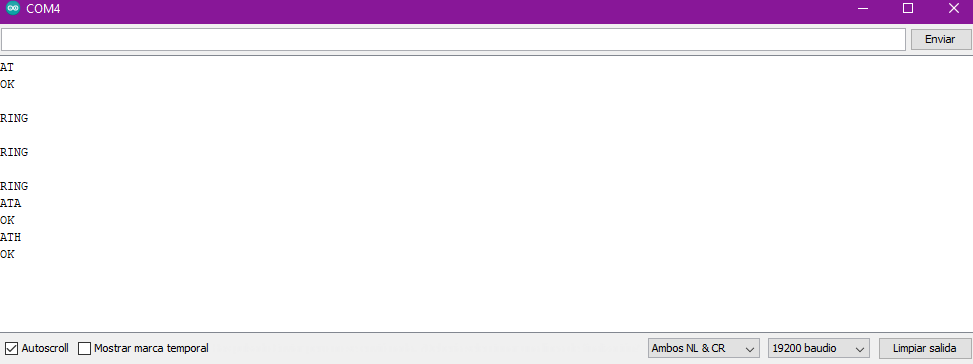 COM4
Enviar
AT
OK
RING
RING
RING
ATA
OK
ATH
OK
Autoscroll Mostrar marca temporal Ambos NL & CR 19200 baudio Limpiar salida